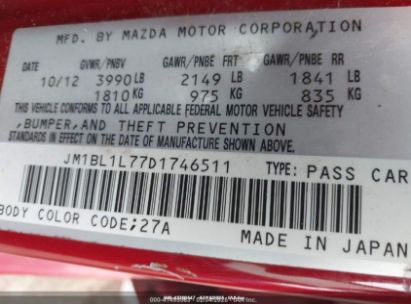 MFD. BY MAZDA MOTOR CORPORATION
GVWR/PNBV GAWR/PNBE FRT GAWR/PNBE RR
10/12 3990 LB 2149 LB 1841 LB
1810 KG 975 KG 835 KG
THIS VEHICLE CONFORMS TO ALL APPLICABLE FEDERAL MOTOR VEHICLE SAFETY
,BUMPER,AND THEFT PREVENTION
STANDARDS IN EFFECT ON THE DATE OF MANUFACTURE SHOWN ABOVE.
JM1BL1L77D1746511 TYPE: PASS CAR
BODY COLOR CODE;27A
MADE IN JAPAN